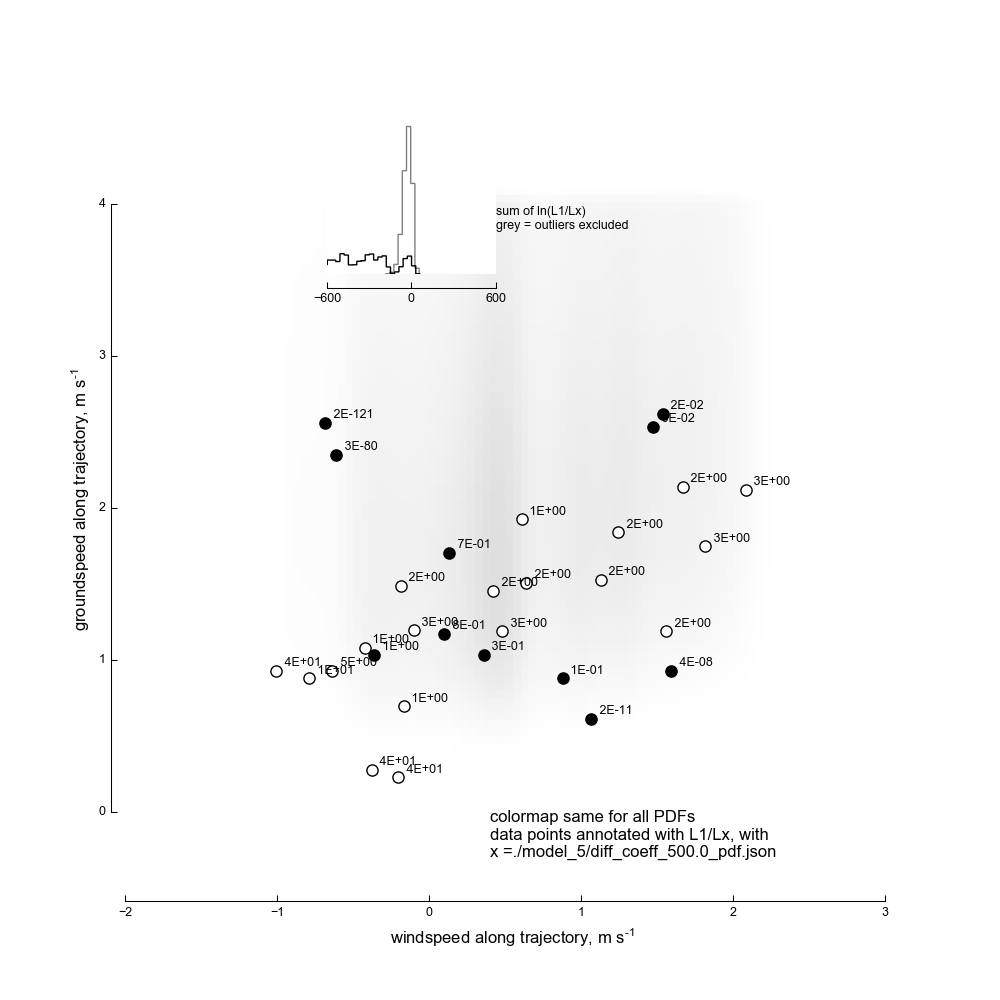 4
sum of ln(L1/Lx)
grey = outliers excluded
−600 0 600
3
2E-121
3E-80
2E-02
E-02
2
2E+00
3E+00
1E+00
2E+00
3E+00
7E-01
2E+00
2E+00
2E+00
2E+00
3E+00
8E-01
3E+00
2E+00
1
1E+00
1E+00
3E-01
4E+01
1E+01
5E+00
1E-01
4E-08
1E+00
2E-11
4E+01
4E+01
0
groundspeed along trajectory, m s-1
colormap same for all PDFs
data points annotated with L1/Lx, with
x =./model_5/diff_coeff_500.0_pdf.json
−2 −1 0 1 2 3
windspeed along trajectory, m s-1